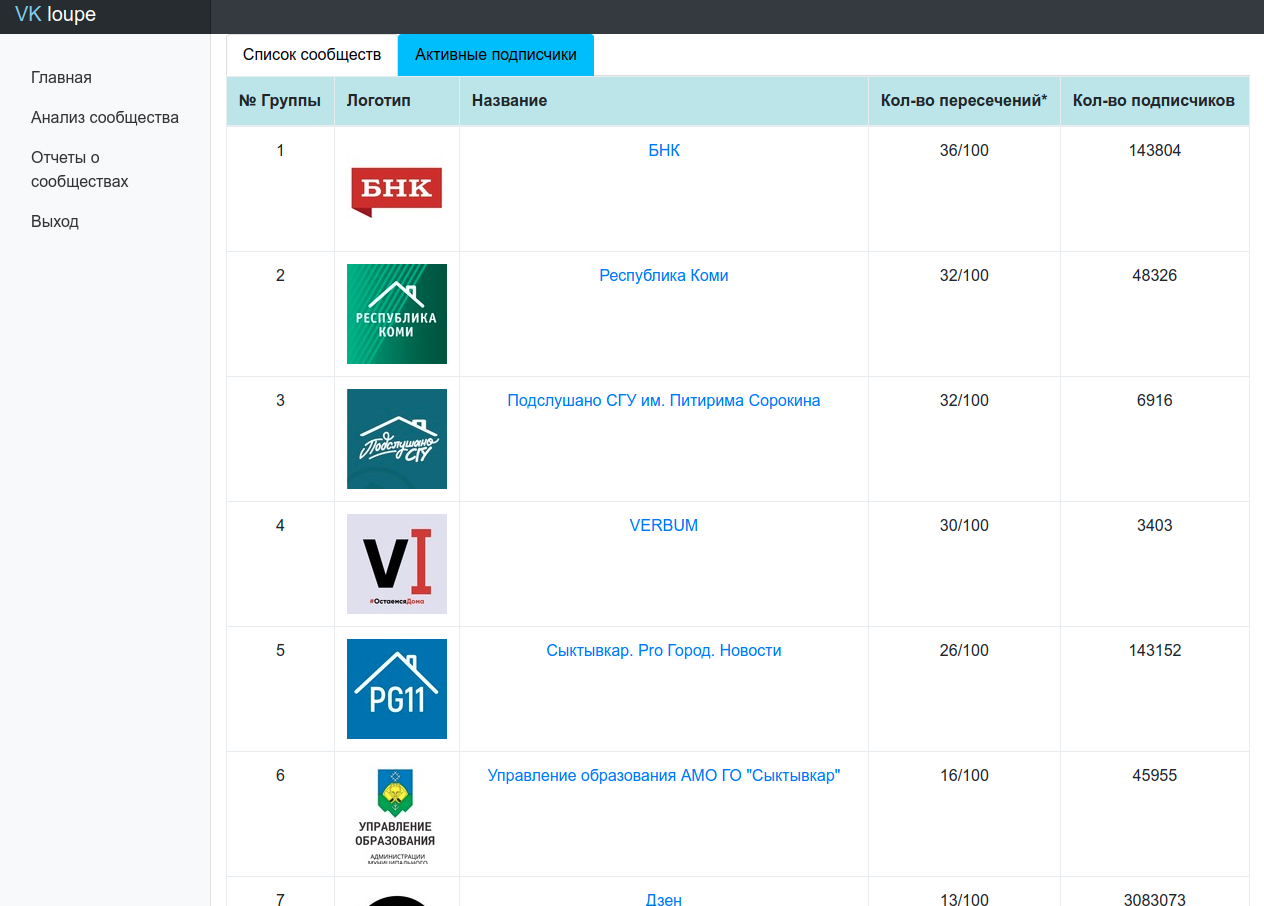 VK loupe
Главная
Анализ сообщества
Отчеты о
сообществах
Выход
Список сообществ Активные подписчики
№ Группы Логотип Название Кол-во пересечений* Кол-во подписчиков
1 БНК 36/100 143804
БНК
2 Республика Коми 32/100 48326
РЕСПУБЛИКА
КОМИ
3 Подслушано СГУ им. Питирима Сорокина 32/100 6916
Подслушано
СГУ
4 VERBUM 30/100 3403
VI
#ОстаемсяДома
5 Сыктывкар. Pro Город. Новости 26/100 143152
PG11
6 Управление образования АМО ГО "Сыктывкар" 16/100 45955
УПРАВЛЕНИЕ
ОБРАЗОВАНИЯ
АДМИНИСТРАЦИИ
МУНИЦИПАЛЬНОГО
7 Дзен 13/100 3083073